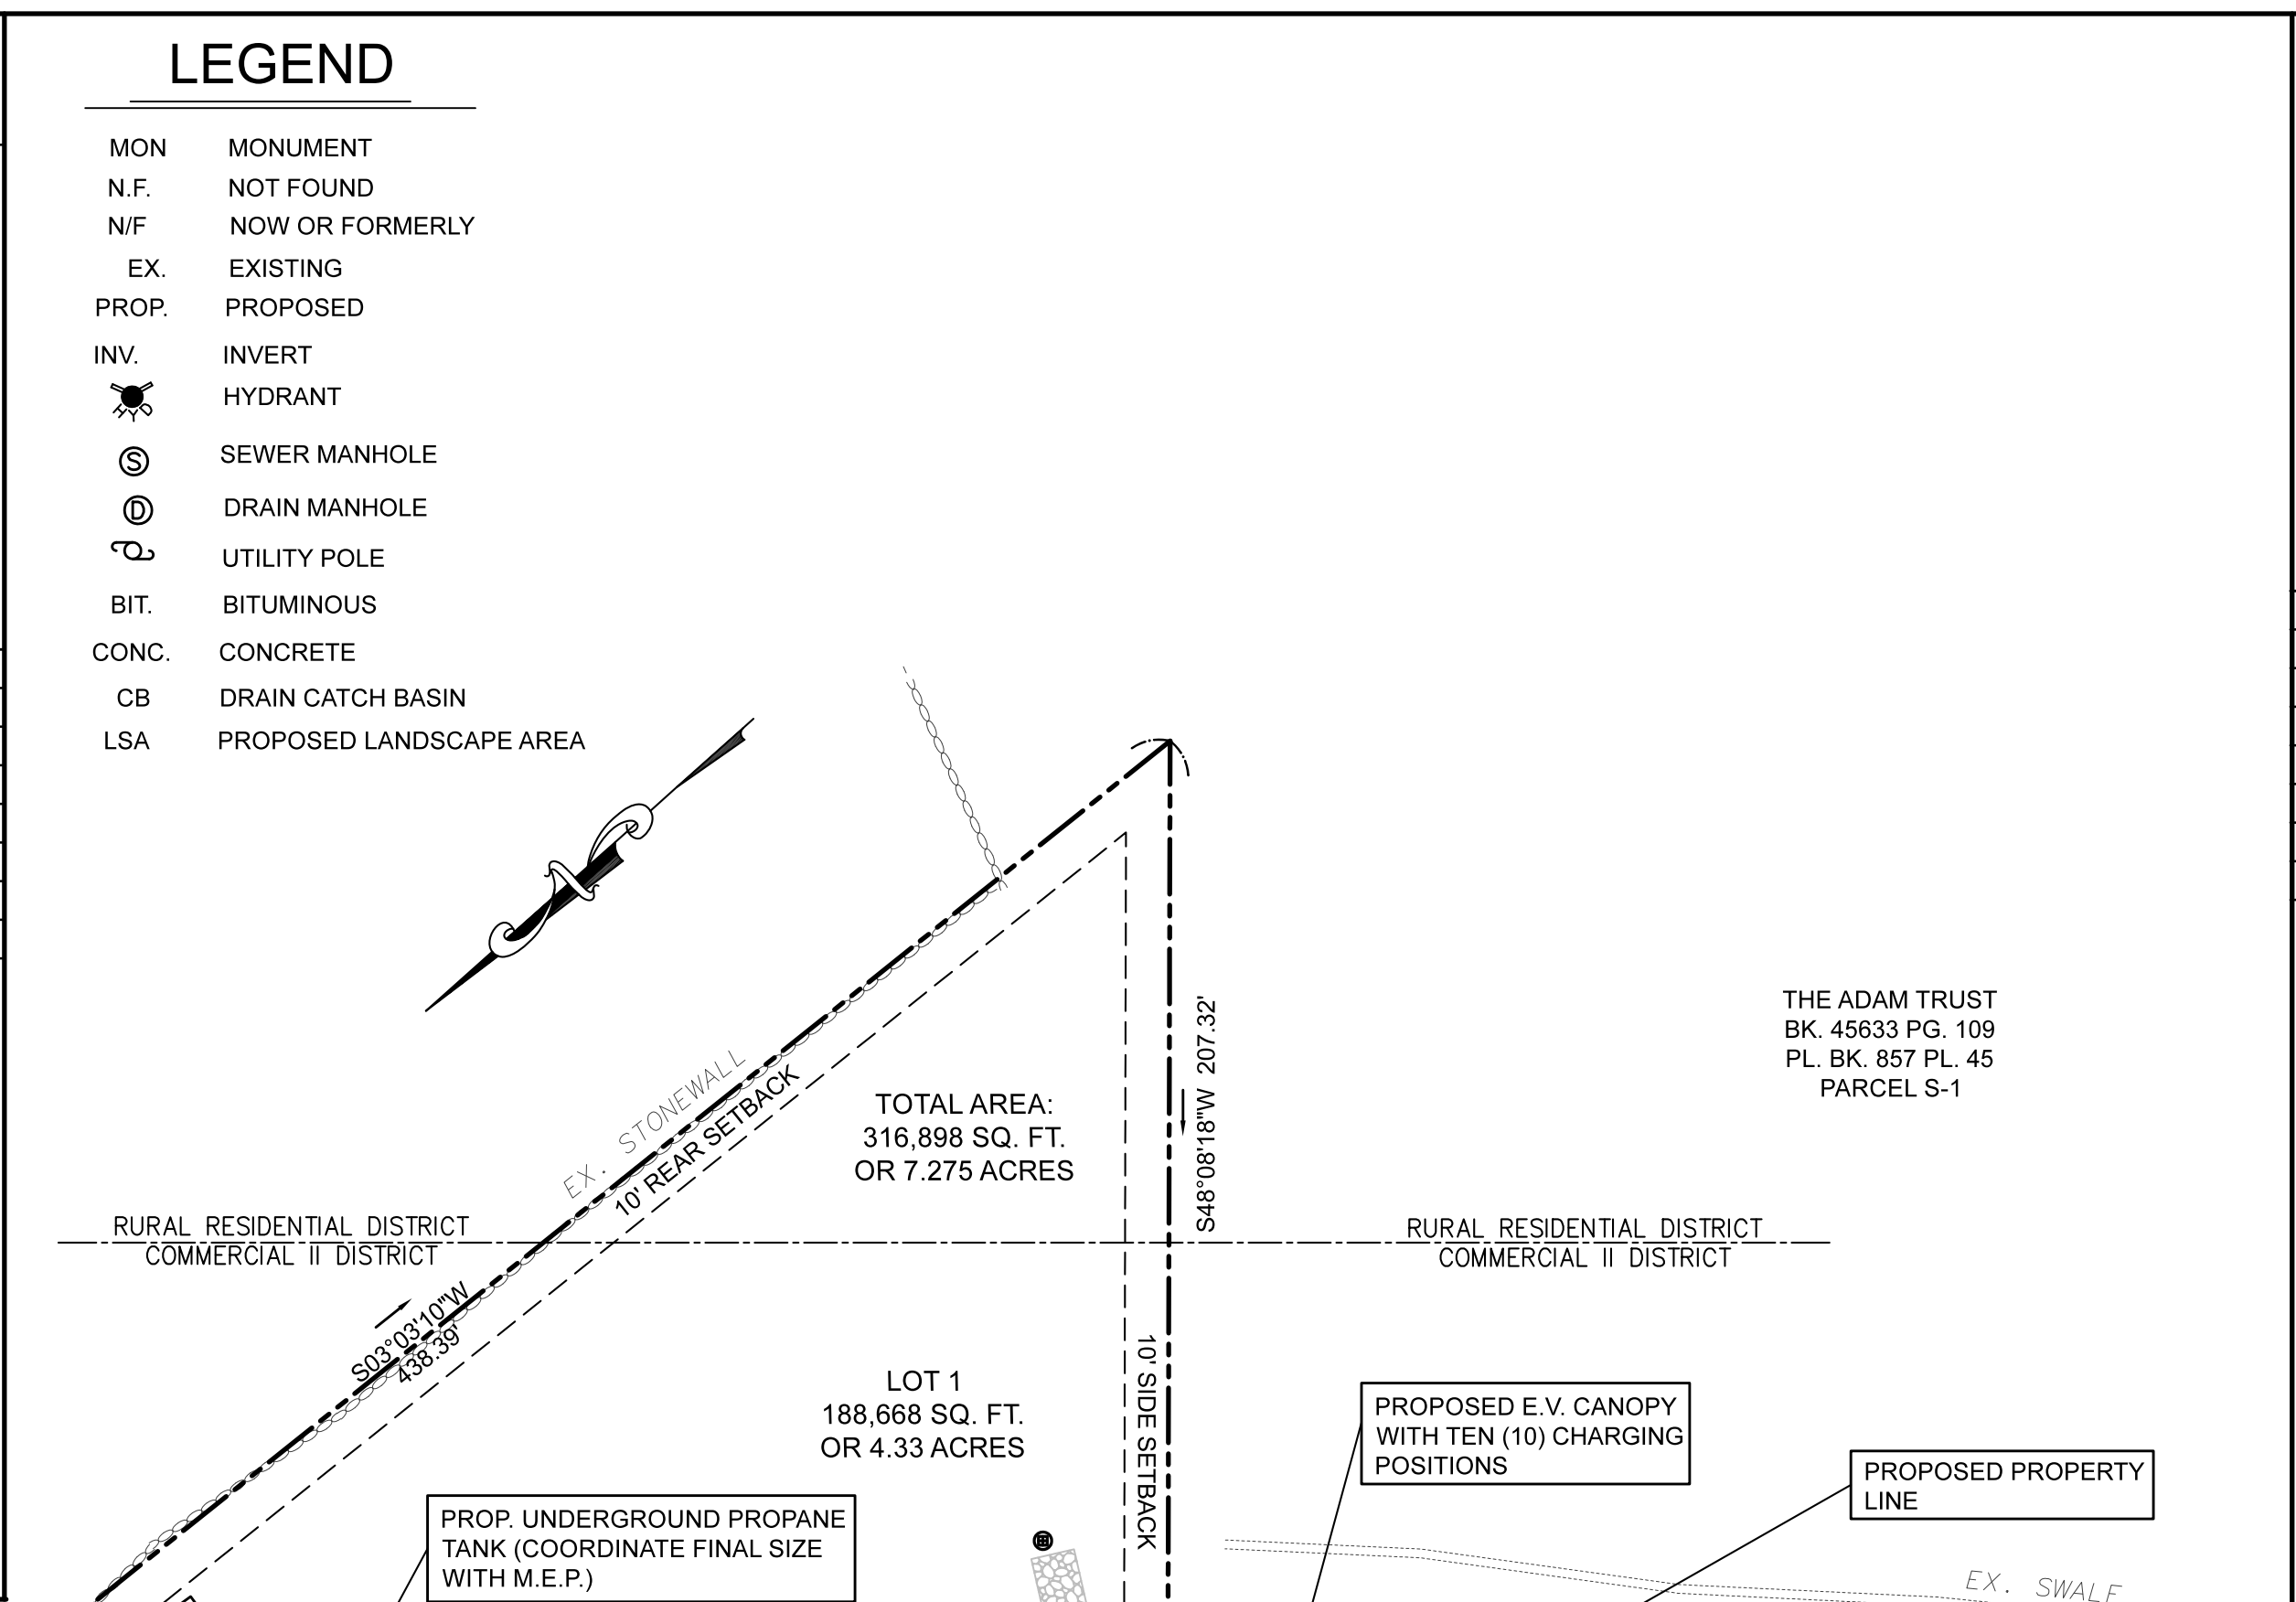 LEGEND
MON MONUMENT
N.F. NOT FOUND
N/F NOW OR FORMERLY
EX. EXISTING
PROP. PROPOSED
INV. INVERT
HYD HYDRANT
S SEWER MANHOLE
D DRAIN MANHOLE
UTILITY POLE
BIT. BITUMINOUS
CONC. CONCRETE
CB DRAIN CATCH BASIN
LSA PROPOSED LANDSCAPE AREA
N
THE ADAM TRUST
BK. 45633 PG. 109
PL. BK. 857 PL. 45
PARCEL S-1
S48°08'18"W 207.32'
EX. STONEWALL
10' REAR SETBACK
TOTAL AREA:
316,898 SQ. FT.
OR 7.275 ACRES
RURAL RESIDENTIAL DISTRICT
COMMERCIAL II DISTRICT
RURAL RESIDENTIAL DISTRICT
COMMERCIAL II DISTRICT
S03°03'10"W
438.39'
10' SIDE SETBACK
LOT 1
188,668 SQ. FT.
OR 4.33 ACRES
PROPOSED E.V. CANOPY
WITH TEN (10) CHARGING
POSITIONS
PROPOSED PROPERTY
LINE
PROP. UNDERGROUND PROPANE
TANK (COORDINATE FINAL SIZE
WITH M.E.P.)
EX. SWALE